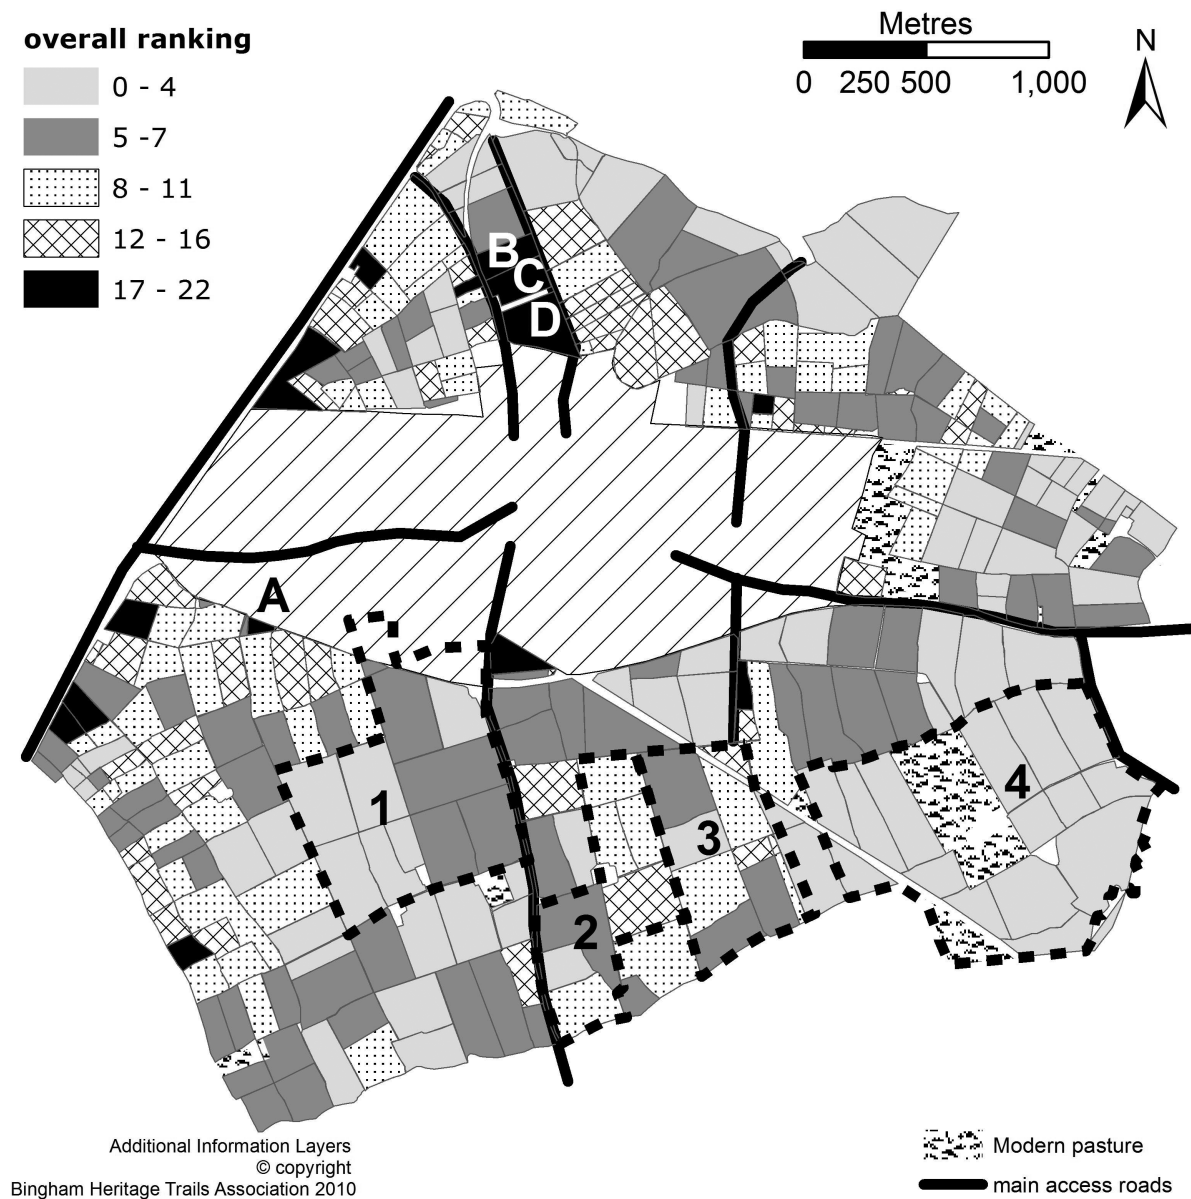 overall ranking
0 - 4
5 -7
8 - 11
12 - 16
17 - 22
Metres
0 250 500 1,000
N
B
C
D
A
1
2
3
4
Additional Information Layers
© copyright
Bingham Heritage Trails Association 2010
Modern pasture
main access roads